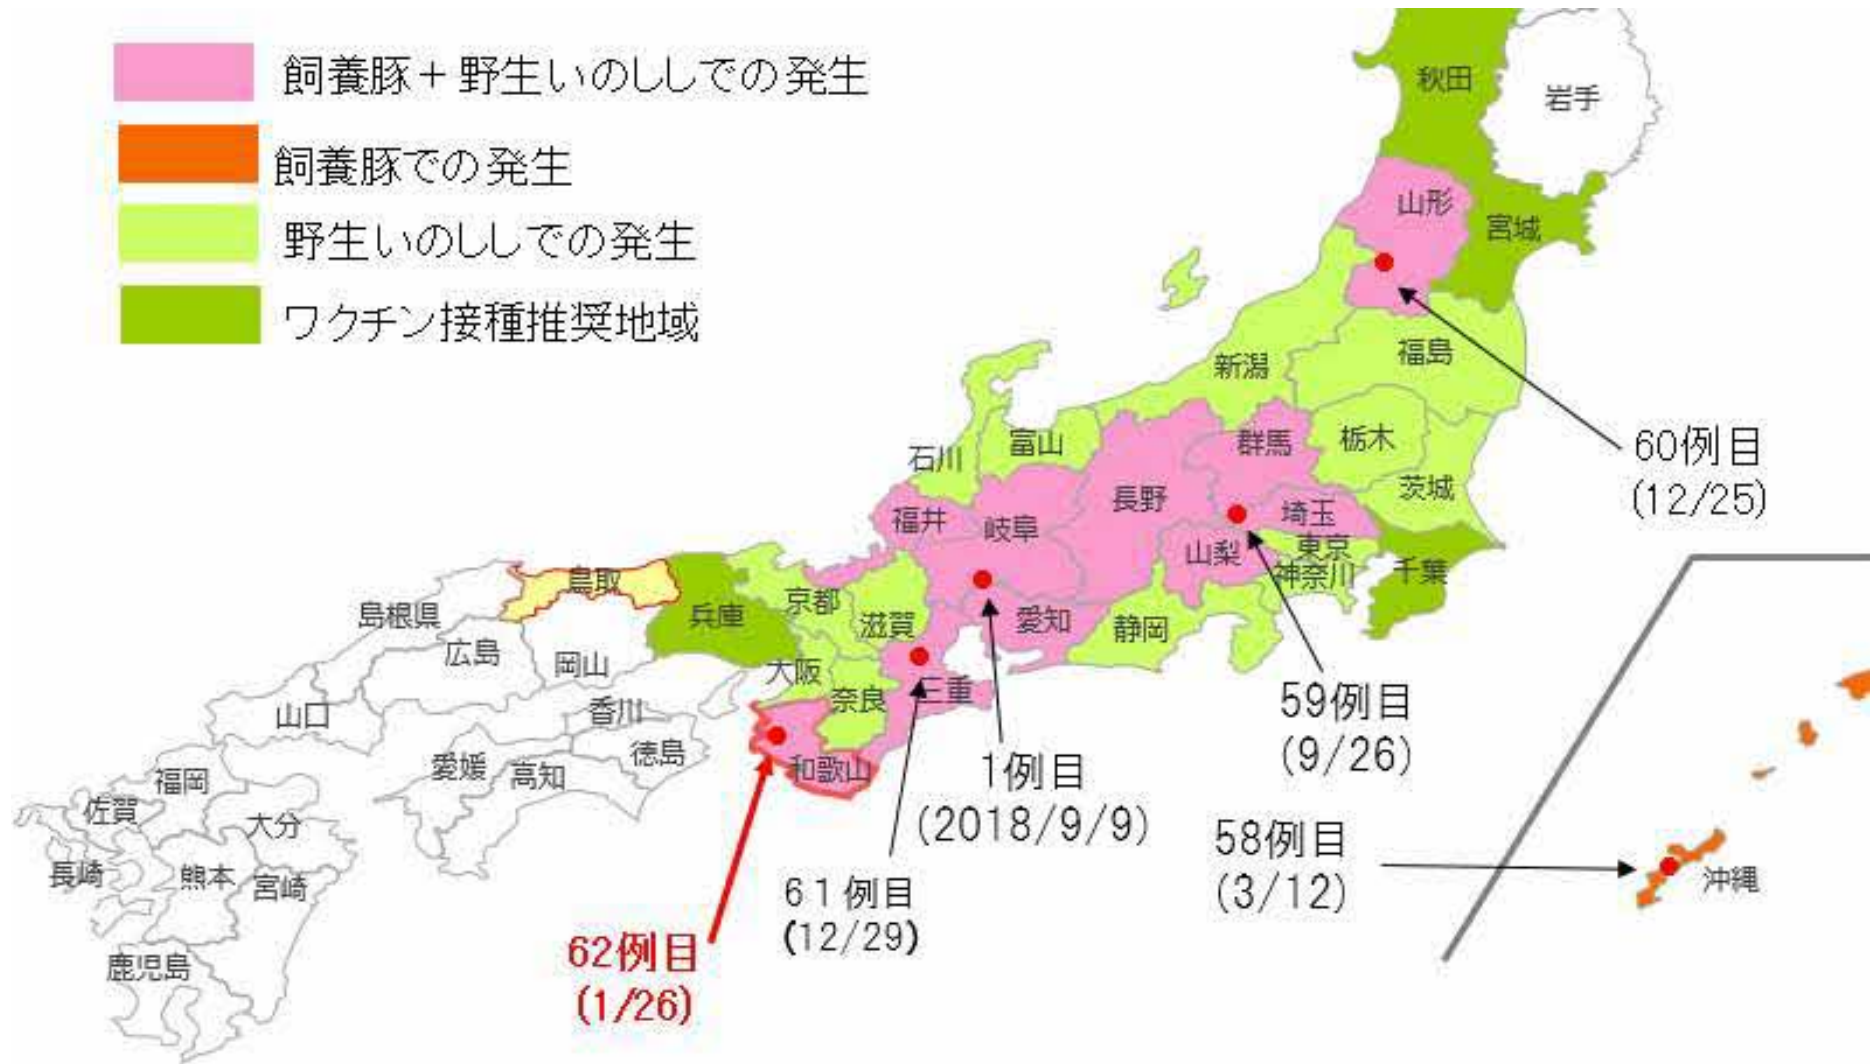 飼養豚＋野生いのししでの発生
飼養豚での発生
野生いのししでの発生
ワクチン接種推奨地域
秋田
岩手
山形
宮城
福島
新潟
栃木
群馬
茨城
富山
石川
長野
埼玉
福井
岐阜
山梨
東京
神奈川
千葉
鳥取
島根県
京都
兵庫
滋賀
愛知
静岡
広島
岡山
大阪
奈良
三重
山口
香川
徳島
和歌山
愛媛
高知
福岡
佐賀
大分
長崎
熊本
宮崎
鹿児島
沖縄
60例目
(12/25)
59例目
(9/26)
1例目
(2018/9/9)
58例目
(3/12)
61例目
(12/29)
62例目
(1/26)